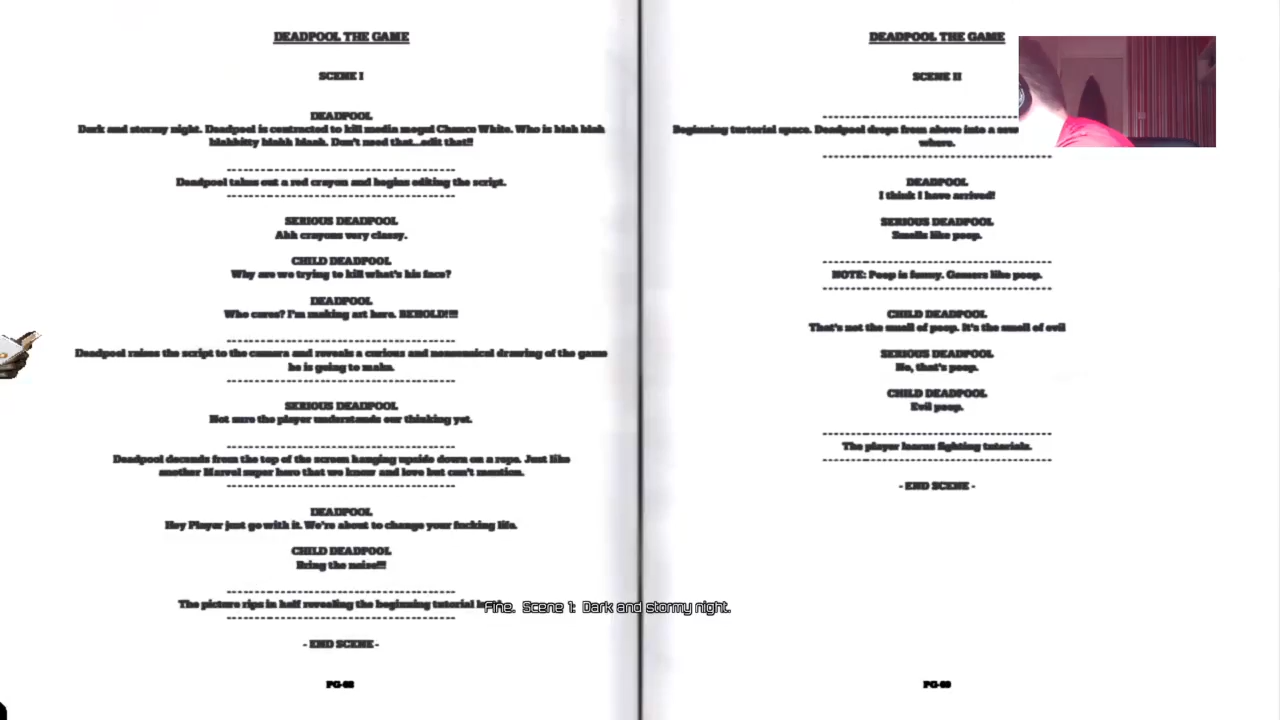 DEADPOOL THE GAME
SCENE I
DEADPOOL
Dark and stormy night. Deadpool is contracted to kill media mogul Chance White. Who is blah blah
blabbitty blahh blaah. Don't need that...edit that!!
Deadpool takes out a red crayon and begins editing the script.
SERIOUS DEADPOOL
Ahh crayons very classy.
CHILD DEADPOOL
Why are we trying to kill what's his face?
DEADPOOL
Who cares? I'm making art here. BEHOLD!!!!
Deadpool raises the script to the camera and reveals a curious and nonsensical drawing of the game
he is going to make.
SERIOUS DEADPOOL
Not sure the player understands our thinking yet.
Deadpool decends from the top of the screen hanging upside down on a rope. Just like
another Marvel super hero that we know and love but can't mention.
DEADPOOL
Hey Player just go with it. We're about to change your fucking life.
CHILD DEADPOOL
Bring the noise!!!
The picture rips in half revealing the beginning tutorial
- END SCENE -
PG-02
DEADPOOL THE GAME
SCENE II
Beginning turtorial space. Deadpool drops from above into a sew
where.
DEADPOOL
I think I have arrived!
SERIOUS DEADPOOL
Smells like poop.
NOTE: Poop is funny. Gamers like poop.
CHILD DEADPOOL
That's not the smell of poop. It's the smell of evil
SERIOUS DEADPOOL
No, that's poop.
CHILD DEADPOOL
Evil poop.
The player learns fighting tutorials.
- END SCENE -
PG-03
Fine. Scene 1: Dark and stormy night.